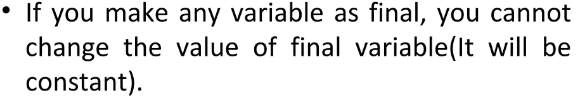 • If you make any variable as final, you cannot
change the value of final variable(It will be
constant).